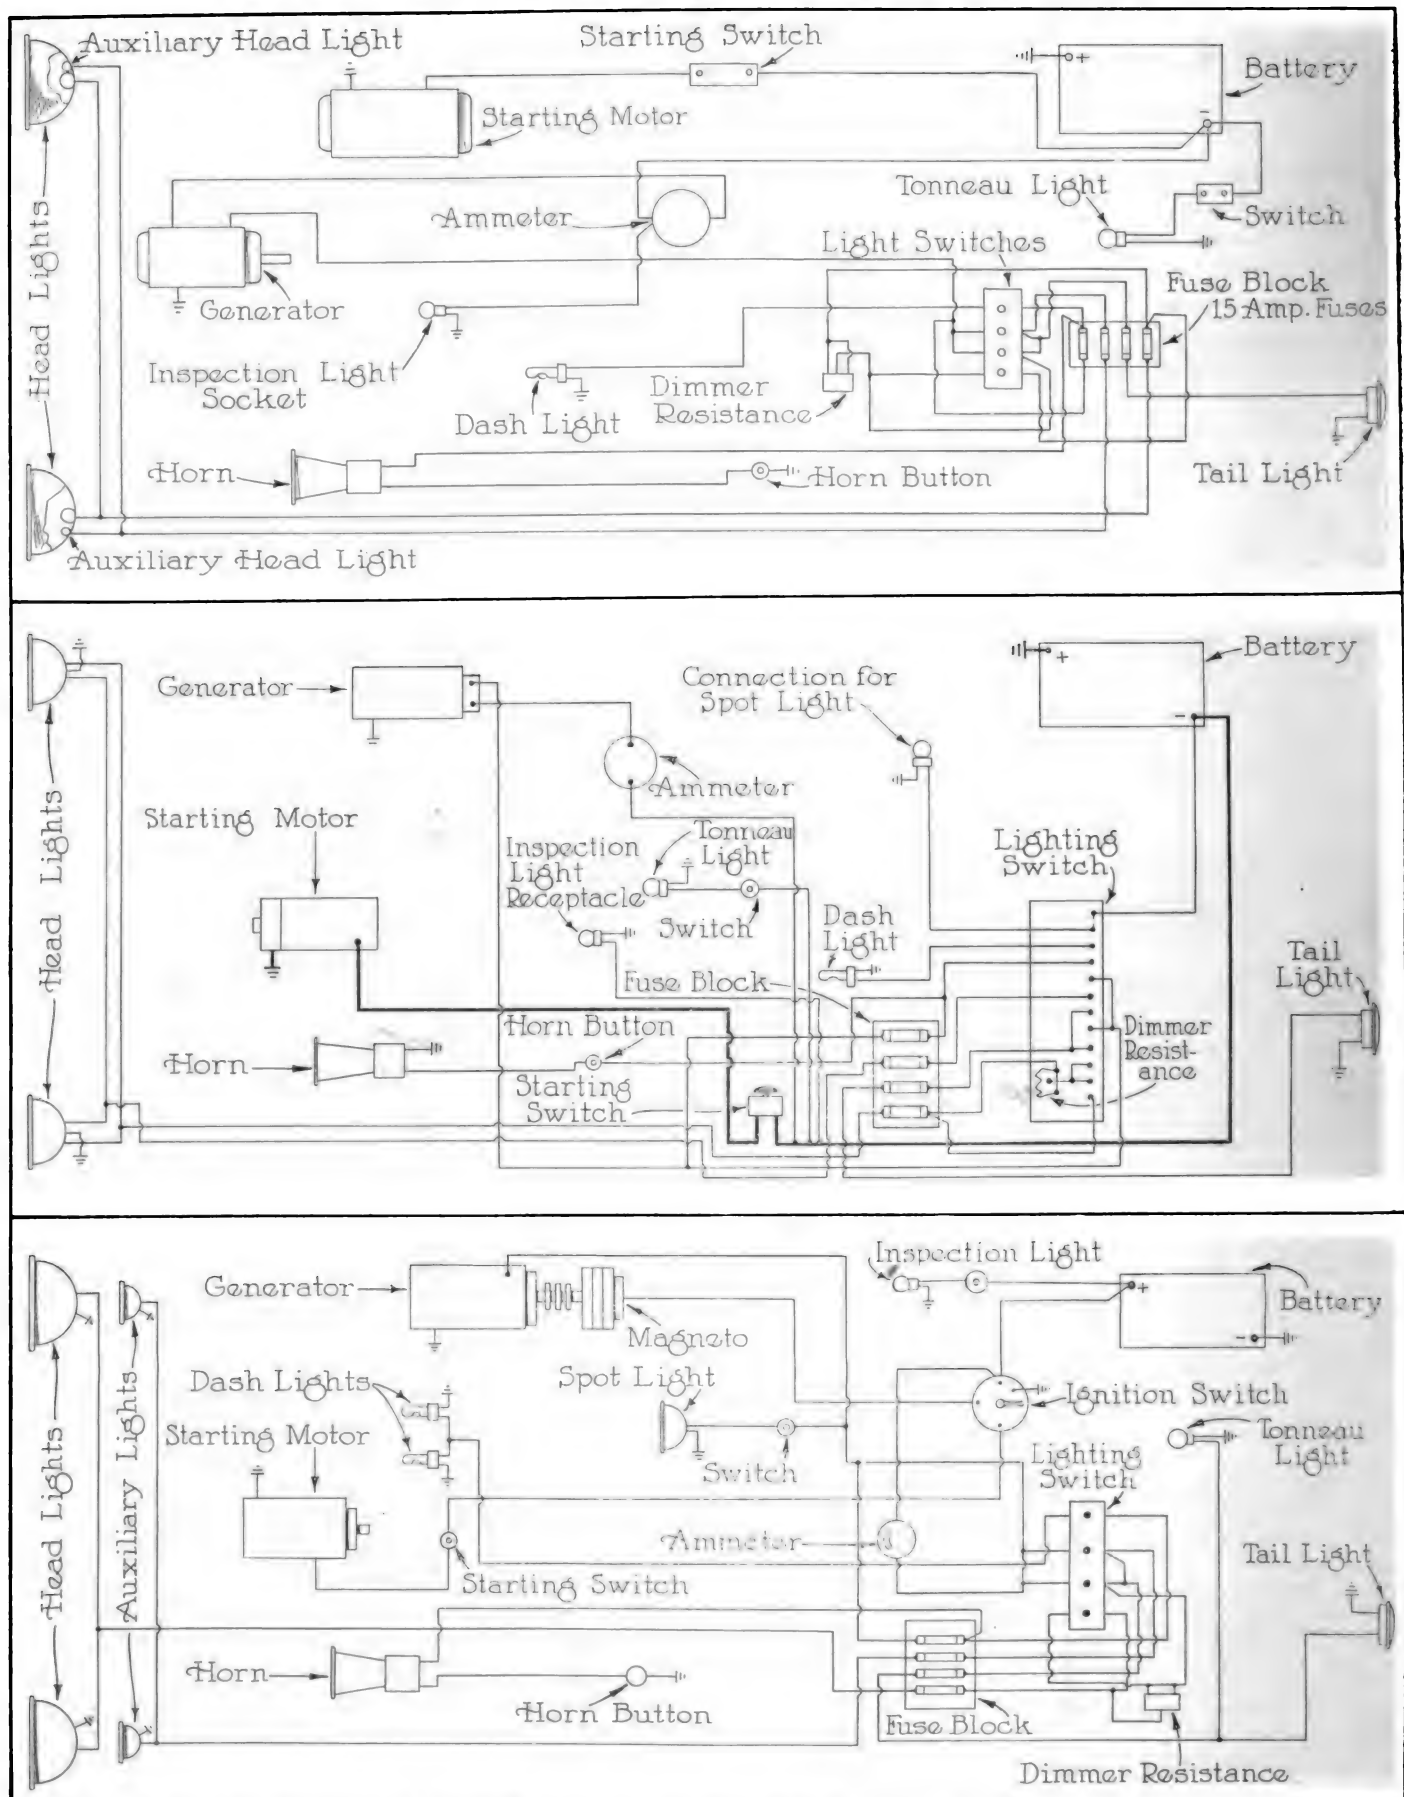 Auxiliary Head Light
Starting Switch
+
Battery
-
Starting Motor
Head Lights
Ammeter
Tonneau Light
Switch
Light Switches
Generator
Fuse Block
15 Amp. Fuses
Inspection Light
Socket
Dash Light
Dimmer
Resistance
Horn
Horn Button
Tail Light
Auxiliary Head Light
Generator
Connection for
Spot Light
+
Battery
-
Ammeter
Head Lights
Starting Motor
Inspection
Light
Receptacle
Tonneau
Light
Switch
Lighting
Switch
Dash
Light
Fuse Block
Tail
Light
Horn Button
Horn
Starting
Switch
Dimmer
Resist-
ance
Generator
Magneto
Inspection Light
+
Battery
-
Dash Lights
Spot Light
Switch
Ignition Switch
Starting Motor
Tonneau
Light
Lighting
Switch
Head Lights
Auxiliary Lights
Ammeter
Starting Switch
Tail Light
Horn
Horn Button
Fuse Block
Dimmer Resistance